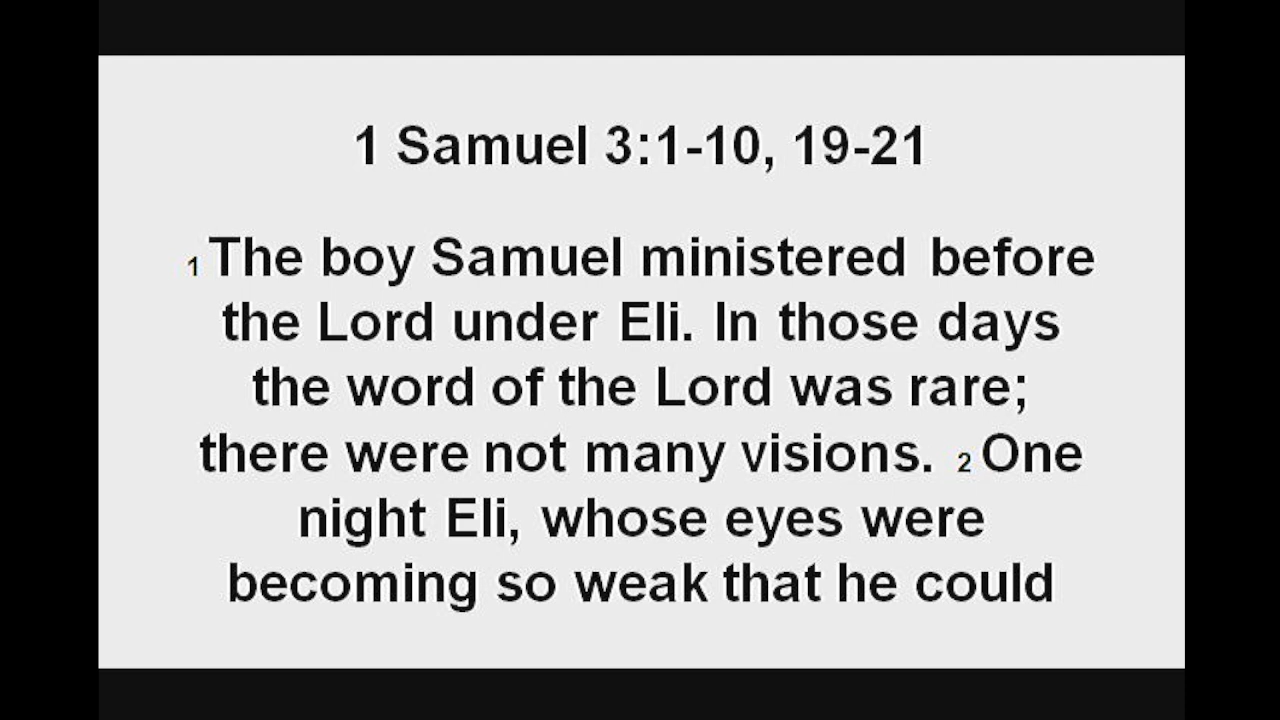 1 Samuel 3:1-10, 19-21
1 The boy Samuel ministered before
the Lord under Eli. In those days
the word of the Lord was rare;
there were not many visions. 2 One
night Eli, whose eyes were
becoming so weak that he could